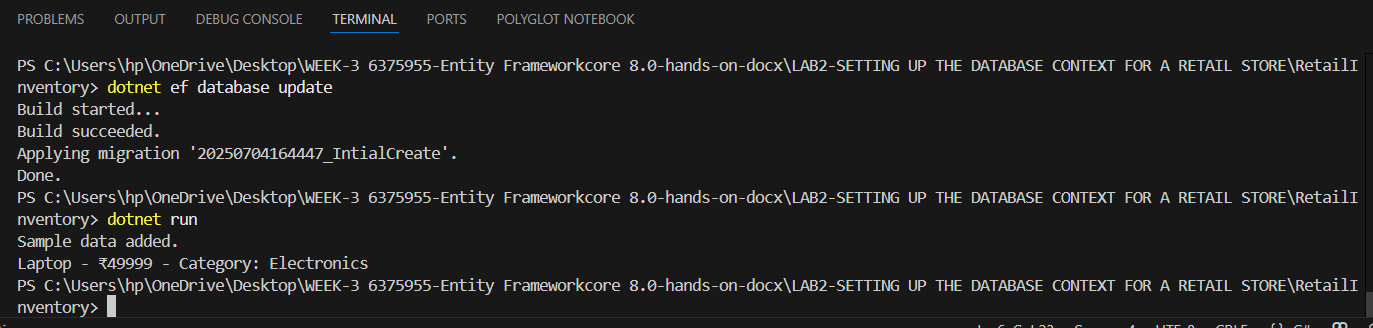 PROBLEMS OUTPUT DEBUG CONSOLE TERMINAL PORTS POLYGLOT NOTEBOOK
PS C:\Users\hp\OneDrive\Desktop\WEEK-3 6375955-Entity Frameworkcore 8.0-hands-on-docx\LAB2-SETTING UP THE DATABASE CONTEXT FOR A RETAIL STORE\RetailI
nventory> dotnet ef database update
Build started...
Build succeeded.
Applying migration '20250704164447_IntialCreate'.
Done.
PS C:\Users\hp\OneDrive\Desktop\WEEK-3 6375955-Entity Frameworkcore 8.0-hands-on-docx\LAB2-SETTING UP THE DATABASE CONTEXT FOR A RETAIL STORE\RetailI
nventory> dotnet run
Sample data added.
Laptop - ₹49999 - Category: Electronics
PS C:\Users\hp\OneDrive\Desktop\WEEK-3 6375955-Entity Frameworkcore 8.0-hands-on-docx\LAB2-SETTING UP THE DATABASE CONTEXT FOR A RETAIL STORE\RetailI
nventory>